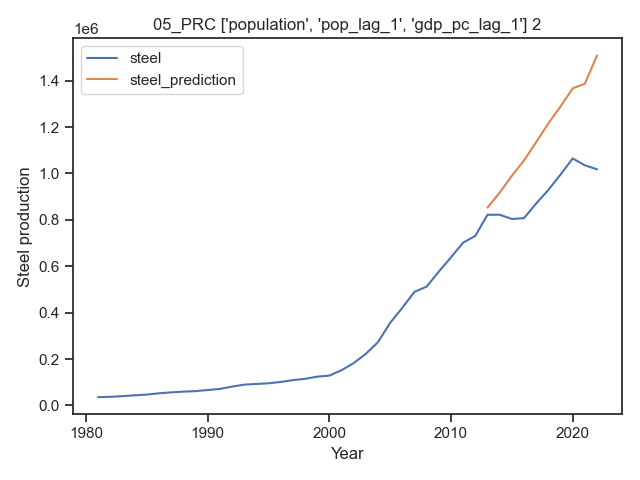 05_PRC ['population', 'pop_lag_1', 'gdp_pc_lag_1'] 2
1e6
steel
steel_prediction
1.4
1.2
1.0
0.8
0.6
0.4
0.2
0.0
Steel production
1980
1990
2000
2010
2020
Year